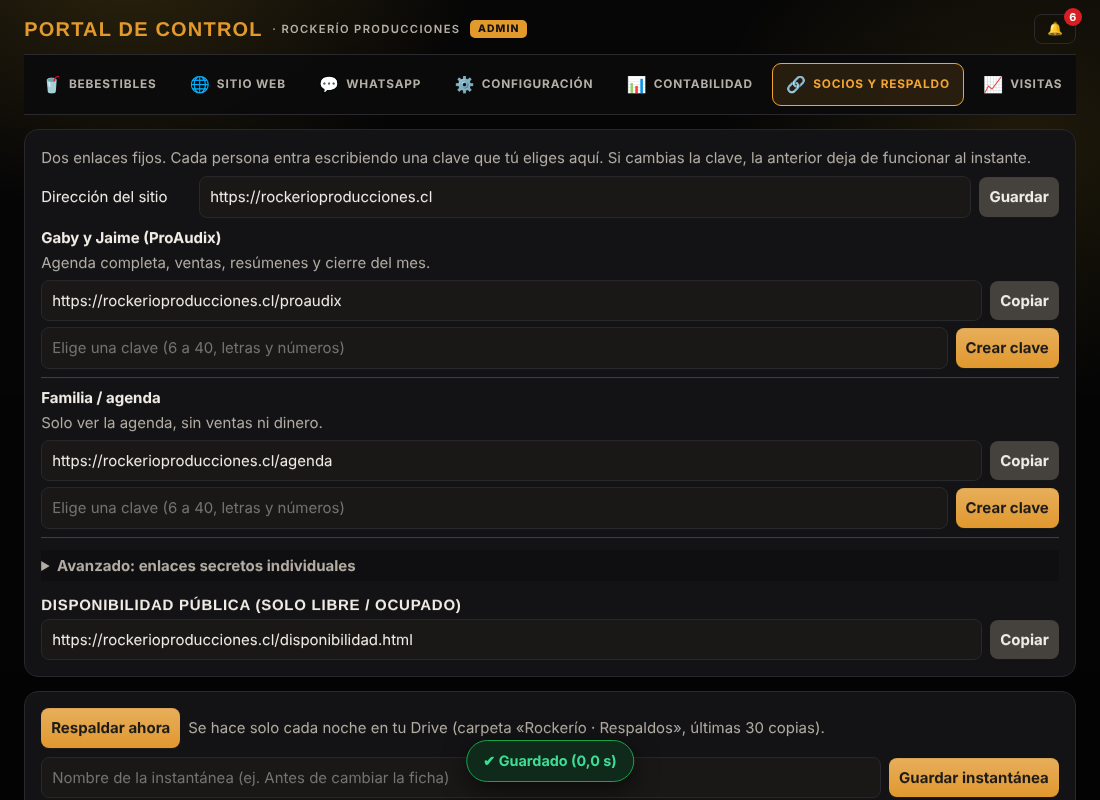 PORTAL DE CONTROL · ROCKERÍO PRODUCCIONES ADMIN 6
BEBESTIBLES SITIO WEB WHATSAPP CONFIGURACIÓN CONTABILIDAD SOCIOS Y RESPALDO VISITAS
Dos enlaces fijos. Cada persona entra escribiendo una clave que tú eliges aquí. Si cambias la clave, la anterior deja de funcionar al instante.
Dirección del sitio https://rockerioproducciones.cl Guardar
Gaby y Jaime (ProAudix)
Agenda completa, ventas, resúmenes y cierre del mes.
https://rockerioproducciones.cl/proaudix Copiar
Elige una clave (6 a 40, letras y números) Crear clave
Familia / agenda
Solo ver la agenda, sin ventas ni dinero.
https://rockerioproducciones.cl/agenda Copiar
Elige una clave (6 a 40, letras y números) Crear clave
Avanzado: enlaces secretos individuales
DISPONIBILIDAD PÚBLICA (SOLO LIBRE / OCUPADO)
https://rockerioproducciones.cl/disponibilidad.html Copiar
Respaldar ahora Se hace solo cada noche en tu Drive (carpeta «Rockerío · Respaldos», últimas 30 copias).
✔ Guardado (0,0 s)
Nombre de la instantánea (ej. Antes de cambiar la ficha) Guardar instantánea